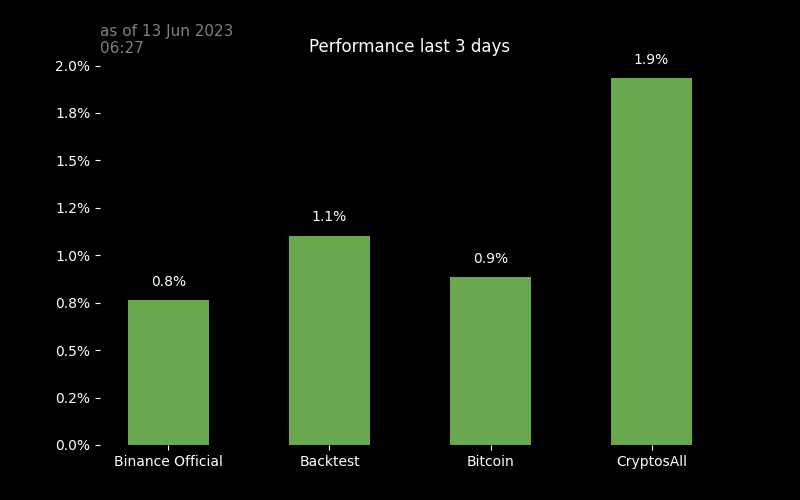 as of 13 Jun 2023
06:27
Performance last 3 days
2.0%
1.8%
1.5%
1.2%
1.0%
0.8%
0.5%
0.2%
0.0%
0.8%
1.1%
0.9%
1.9%
Binance Official
Backtest
Bitcoin
CryptosAll